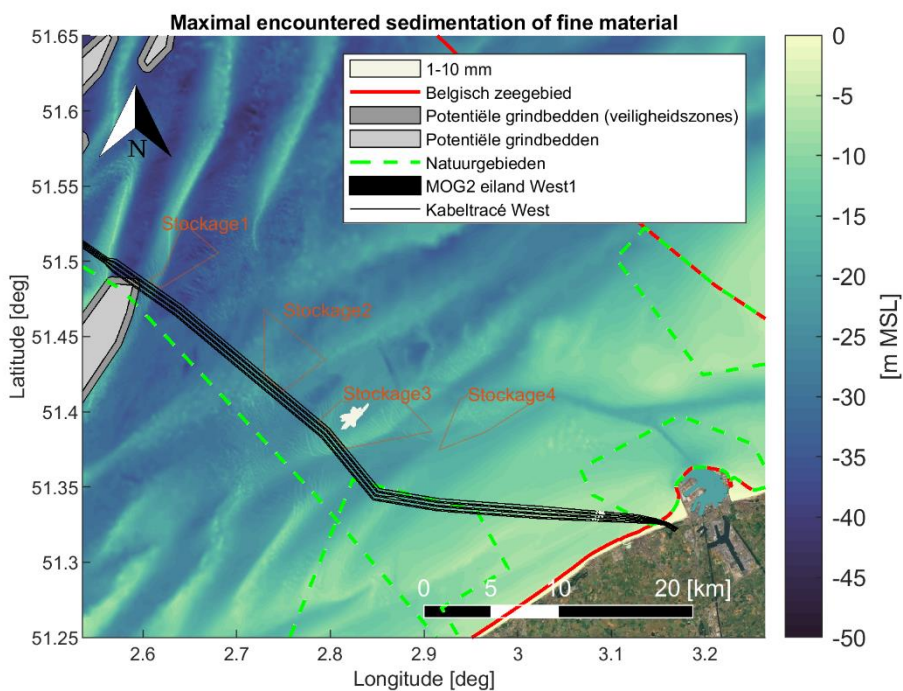 Maximal encountered sedimentation of fine material
51.65
51.6
51.55
51.5
51.45
51.4
51.35
51.3
51.25
Latitude [deg]
N
1-10 mm
Belgisch zeegebied
Potentiële grindbedden (veiligheidszones)
Potentiële grindbedden
Natuurgebieden
MOG2 eiland West1
Kabeltracé West
Stockage1
Stockage2
Stockage3
Stockage4
0 5 10 20 [km]
2.6 2.7 2.8 2.9 3 3.1 3.2
Longitude [deg]
0
-5
-10
-15
-20
-25
-30
-35
-40
-45
-50
[m MSL]